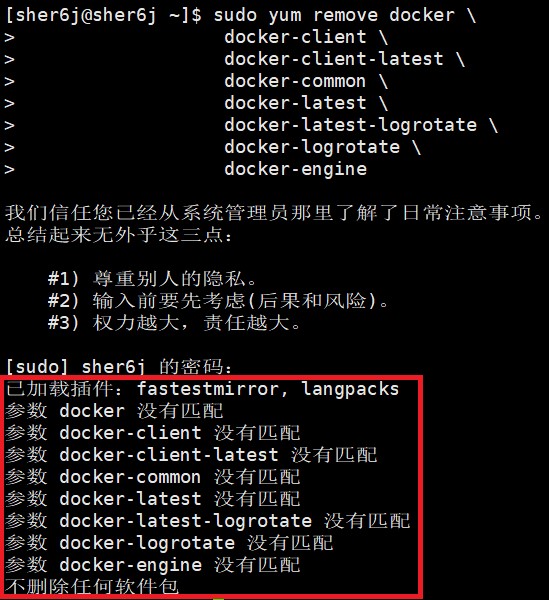 [sher6j@sher6j ~]$ sudo yum remove docker \
> docker-client \
> docker-client-latest \
> docker-common \
> docker-latest \
> docker-latest-logrotate \
> docker-logrotate \
> docker-engine
我们信任您已经从系统管理员那里了解了日常注意事项。
总结起来无外乎这三点：
#1) 尊重别人的隐私。
#2) 输入前要先考虑(后果和风险)。
#3) 权力越大，责任越大。
[sudo] sher6j 的密码：
已加载插件：fastestmirror, langpacks
参数 docker 没有匹配
参数 docker-client 没有匹配
参数 docker-client-latest 没有匹配
参数 docker-common 没有匹配
参数 docker-latest 没有匹配
参数 docker-latest-logrotate 没有匹配
参数 docker-logrotate 没有匹配
参数 docker-engine 没有匹配
不删除任何软件包